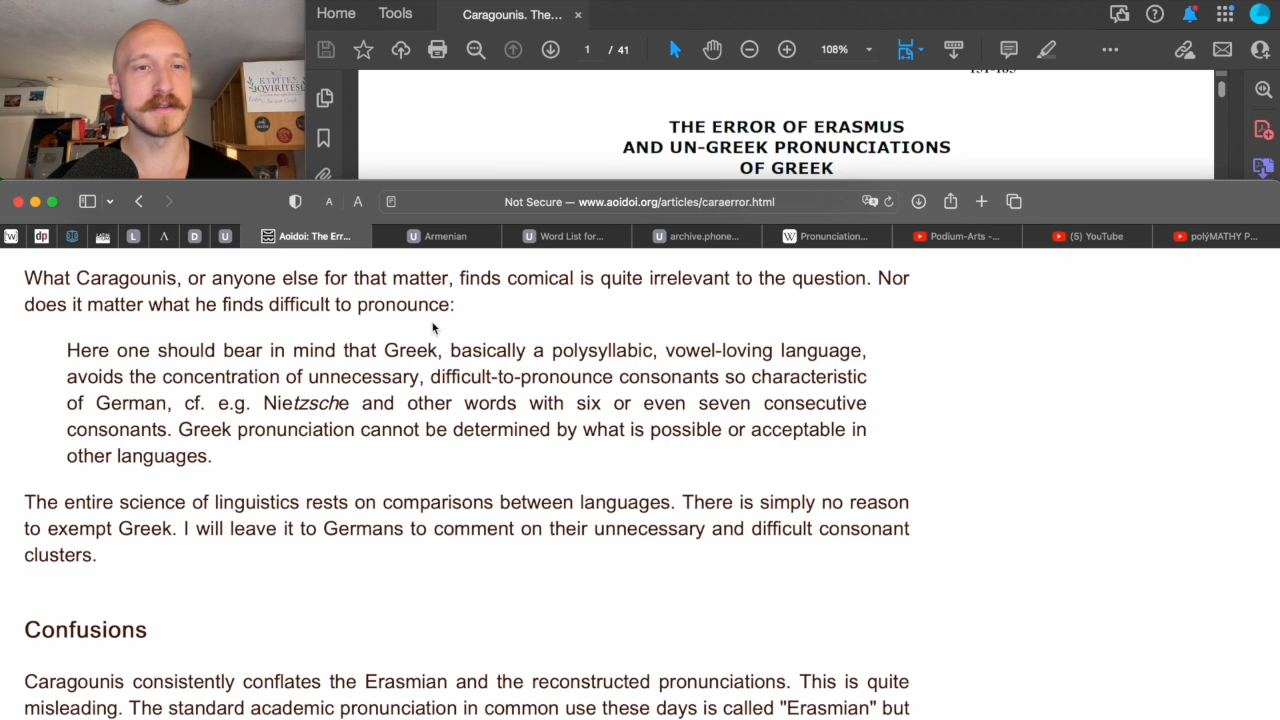 Home Tools Caragounis. The... ×
1 / 41 108%
151-185
THE ERROR OF ERASMUS
AND UN-GREEK PRONUNCIATIONS
OF GREEK
ΚΥΡΙΤΕΣ
QVIRITES
A A Not Secure — www.aoidoi.org/articles/caraerror.html
W dp L Λ D U Aoidoi: The Err... U Armenian U Word List for... U archive.phone... W Pronunciation... Podium-Arts -... (5) YouTube polýMATHY P...
What Caragounis, or anyone else for that matter, finds comical is quite irrelevant to the question. Nor
does it matter what he finds difficult to pronounce:
Here one should bear in mind that Greek, basically a polysyllabic, vowel-loving language,
avoids the concentration of unnecessary, difficult-to-pronounce consonants so characteristic
of German, cf. e.g. Nietzsche and other words with six or even seven consecutive
consonants. Greek pronunciation cannot be determined by what is possible or acceptable in
other languages.
The entire science of linguistics rests on comparisons between languages. There is simply no reason
to exempt Greek. I will leave it to Germans to comment on their unnecessary and difficult consonant
clusters.
Confusions
Caragounis consistently conflates the Erasmian and the reconstructed pronunciations. This is quite
misleading. The standard academic pronunciation in common use these days is called "Erasmian" but